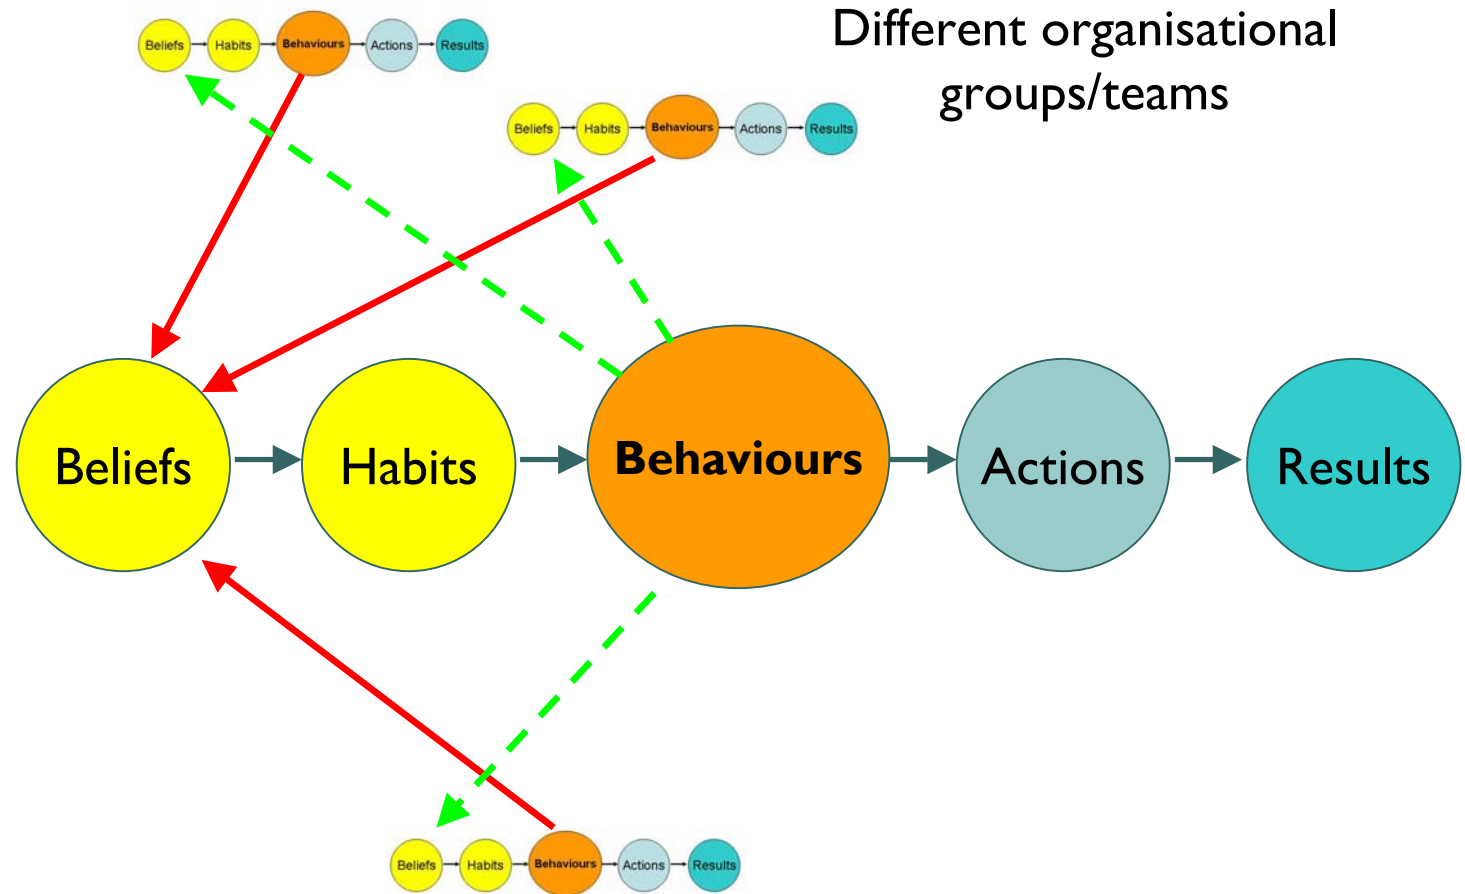 Different organisational
groups/teams
Beliefs Habits Behaviours Actions Results
Beliefs Habits Behaviours Actions Results
Beliefs Habits Behaviours Actions Results
Beliefs Habits Behaviours Actions Results